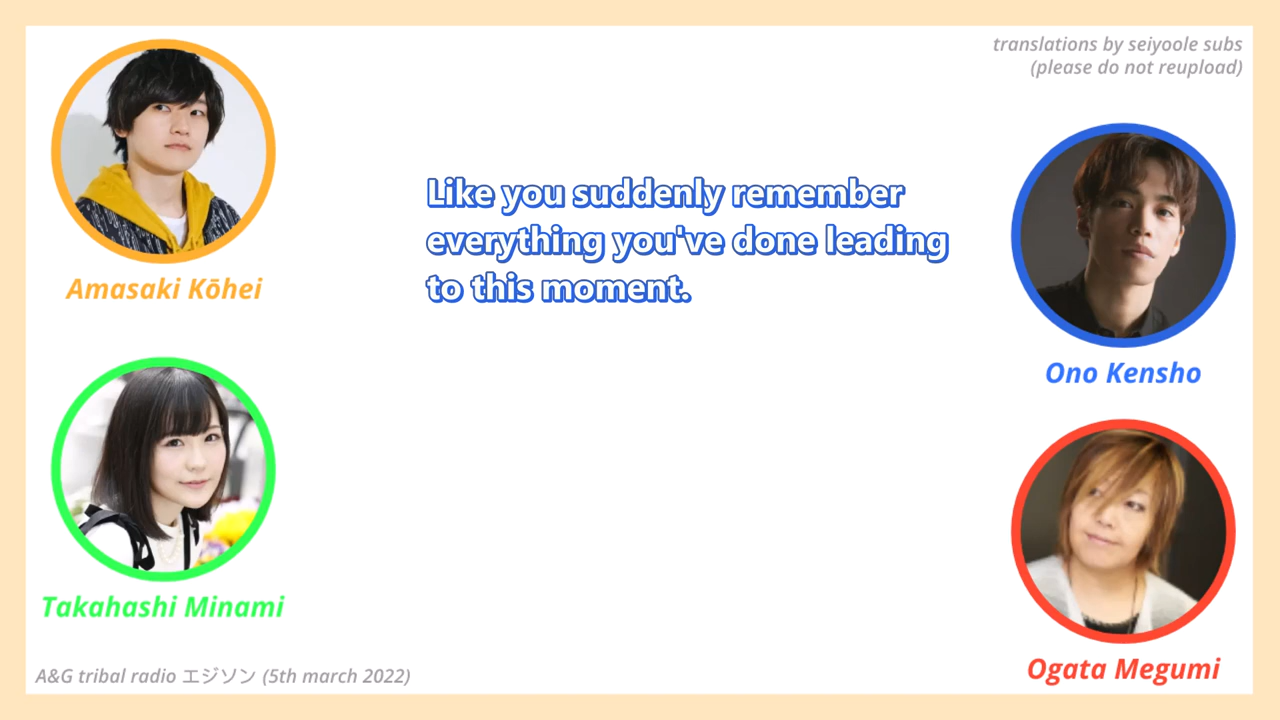 translations by seiyoole subs
(please do not reupload)
Like you suddenly remember
everything you've done leading
to this moment.
Amasaki Kōhei
Ono Kensho
Takahashi Minami
Ogata Megumi
A&G tribal radio エジソン (5th march 2022)